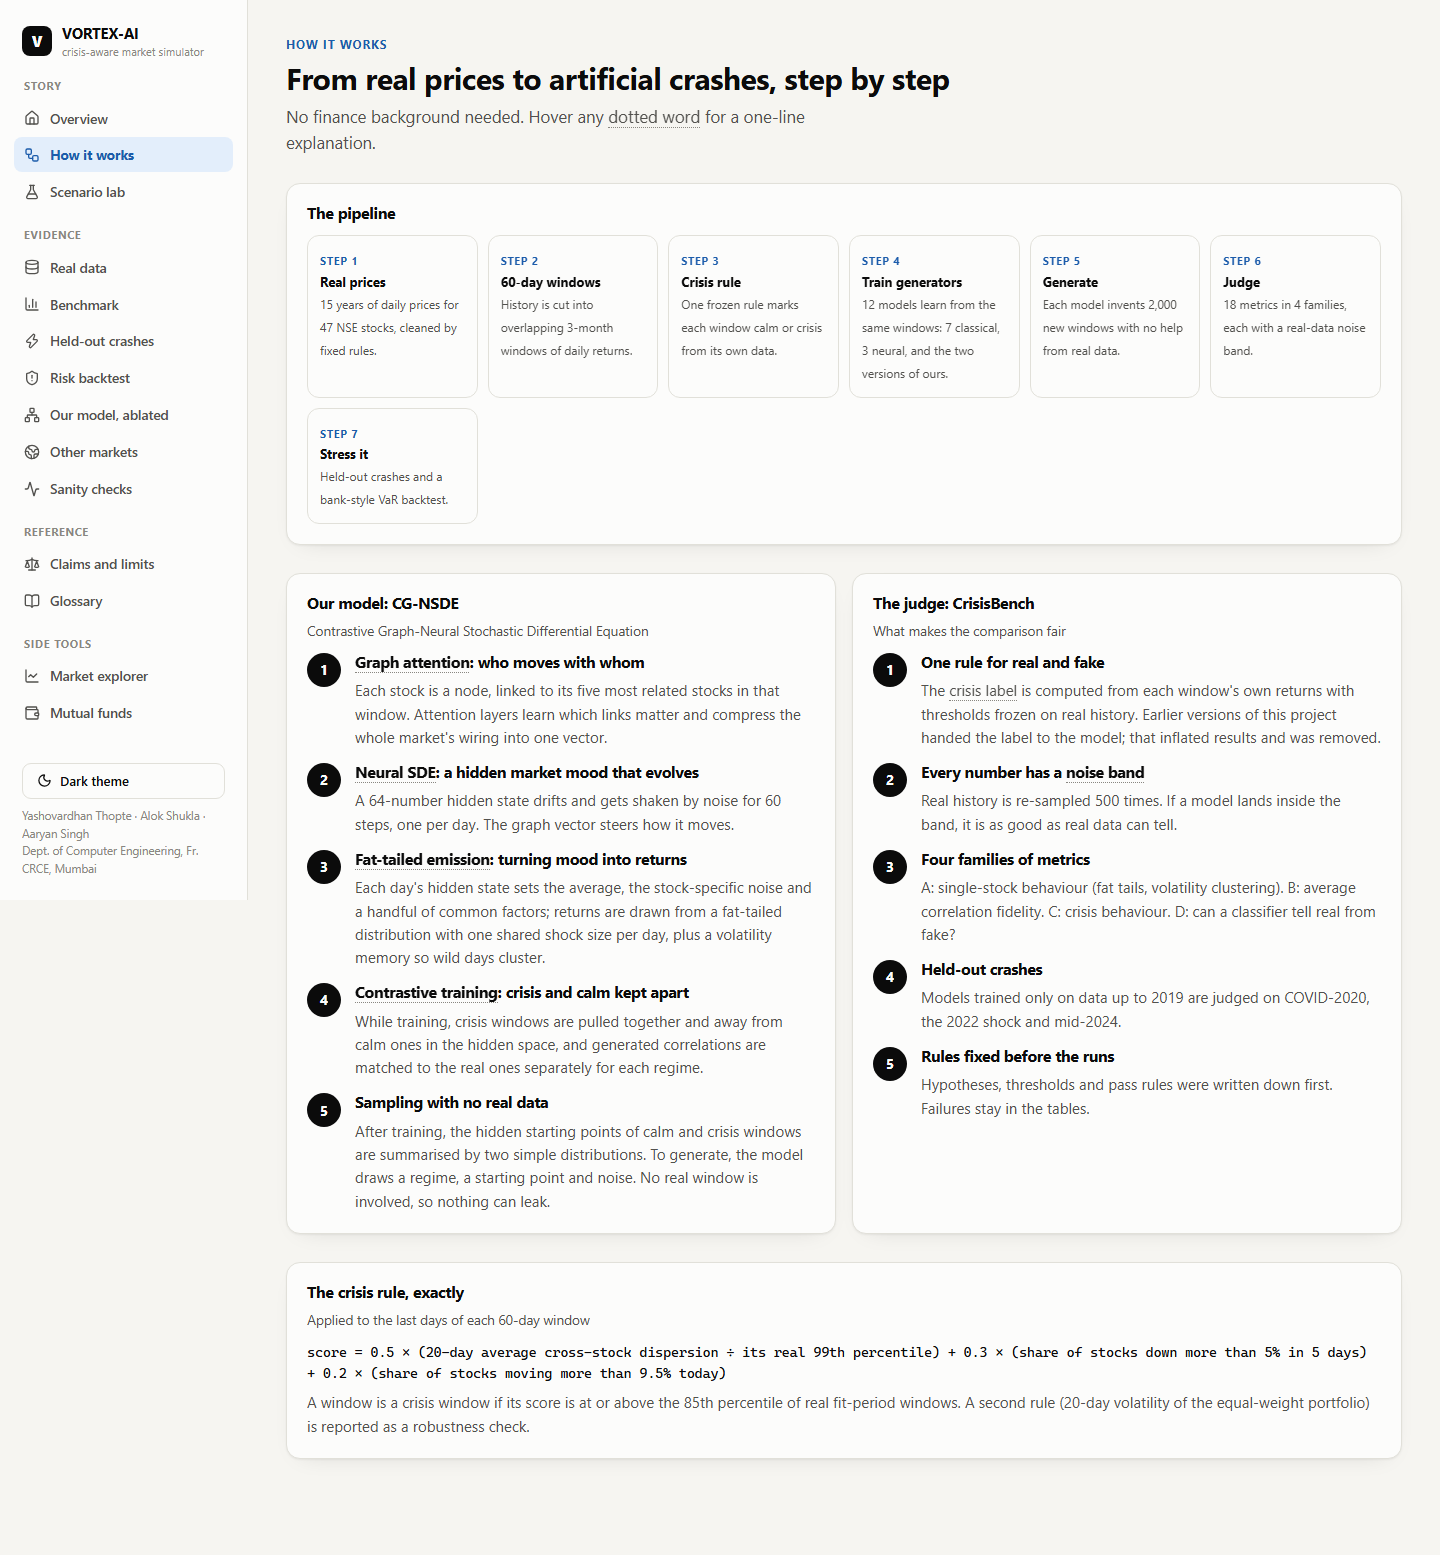 V
VORTEX-AI
crisis-aware market simulator
STORY
Overview
How it works
Scenario lab
EVIDENCE
Real data
Benchmark
Held-out crashes
Risk backtest
Our model, ablated
Other markets
Sanity checks
REFERENCE
Claims and limits
Glossary
SIDE TOOLS
Market explorer
Mutual funds
Dark theme
Yashovardhan Thopte · Alok Shukla ·
Aaryan Singh
Dept. of Computer Engineering, Fr.
CRCE, Mumbai
HOW IT WORKS
From real prices to artificial crashes, step by step
No finance background needed. Hover any dotted word for a one-line
explanation.
The pipeline
STEP 1
Real prices
15 years of daily prices for
47 NSE stocks, cleaned by
fixed rules.
STEP 2
60-day windows
History is cut into
overlapping 3-month
windows of daily returns.
STEP 3
Crisis rule
One frozen rule marks
each window calm or crisis
from its own data.
STEP 4
Train generators
12 models learn from the
same windows: 7 classical,
3 neural, and the two
versions of ours.
STEP 5
Generate
Each model invents 2,000
new windows with no help
from real data.
STEP 6
Judge
18 metrics in 4 families,
each with a real-data noise
band.
STEP 7
Stress it
Held-out crashes and a
bank-style VaR backtest.
Our model: CG-NSDE
Contrastive Graph-Neural Stochastic Differential Equation
1
Graph attention: who moves with whom
Each stock is a node, linked to its five most related stocks in that
window. Attention layers learn which links matter and compress the
whole market's wiring into one vector.
2
Neural SDE: a hidden market mood that evolves
A 64-number hidden state drifts and gets shaken by noise for 60
steps, one per day. The graph vector steers how it moves.
3
Fat-tailed emission: turning mood into returns
Each day's hidden state sets the average, the stock-specific noise and
a handful of common factors; returns are drawn from a fat-tailed
distribution with one shared shock size per day, plus a volatility
memory so wild days cluster.
4
Contrastive training: crisis and calm kept apart
While training, crisis windows are pulled together and away from
calm ones in the hidden space, and generated correlations are
matched to the real ones separately for each regime.
5
Sampling with no real data
After training, the hidden starting points of calm and crisis windows
are summarised by two simple distributions. To generate, the model
draws a regime, a starting point and noise. No real window is
involved, so nothing can leak.
The judge: CrisisBench
What makes the comparison fair
1
One rule for real and fake
The crisis label is computed from each window's own returns with
thresholds frozen on real history. Earlier versions of this project
handed the label to the model; that inflated results and was removed.
2
Every number has a noise band
Real history is re-sampled 500 times. If a model lands inside the
band, it is as good as real data can tell.
3
Four families of metrics
A: single-stock behaviour (fat tails, volatility clustering). B: average
correlation fidelity. C: crisis behaviour. D: can a classifier tell real from
fake?
4
Held-out crashes
Models trained only on data up to 2019 are judged on COVID-2020,
the 2022 shock and mid-2024.
5
Rules fixed before the runs
Hypotheses, thresholds and pass rules were written down first.
Failures stay in the tables.
The crisis rule, exactly
Applied to the last days of each 60-day window
score = 0.5 × (20-day average cross-stock dispersion ÷ its real 99th percentile) + 0.3 × (share of stocks down more than 5% in 5 days)
+ 0.2 × (share of stocks moving more than 9.5% today)
A window is a crisis window if its score is at or above the 85th percentile of real fit-period windows. A second rule (20-day volatility of the equal-weight portfolio)
is reported as a robustness check.